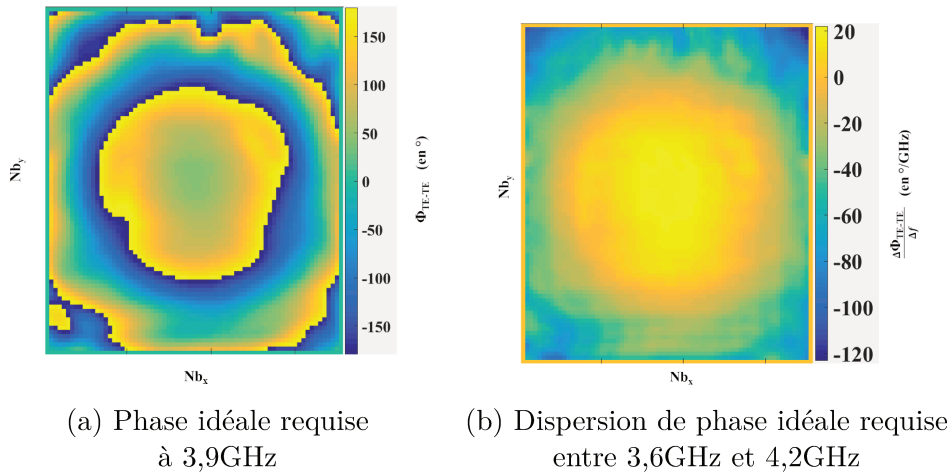 150
100
50
0
-50
-100
-150
Φ_TE-TE (en °)
Nb_y
Nb_x
20
0
-20
-40
-60
-80
-100
-120
ΔΦ_TE-TE / Δf (en °/GHz)
Nb_y
Nb_x
(a) Phase idéale requise
à 3,9GHz
(b) Dispersion de phase idéale requise
entre 3,6GHz et 4,2GHz